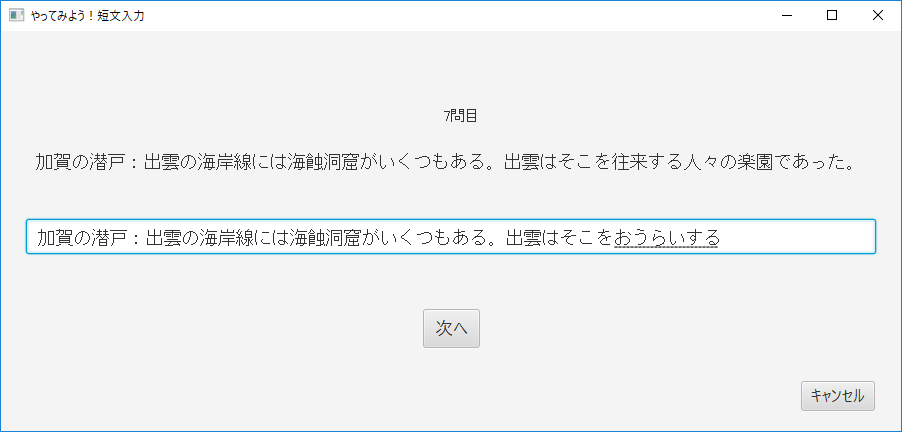 やってみよう！短文入力
7問目
加賀の潜戸：出雲の海岸線には海蝕洞窟がいくつもある。出雲はそこを往来する人々の楽園であった。
加賀の潜戸：出雲の海岸線には海蝕洞窟がいくつもある。出雲はそこをおうらいする
次へ
キャンセル